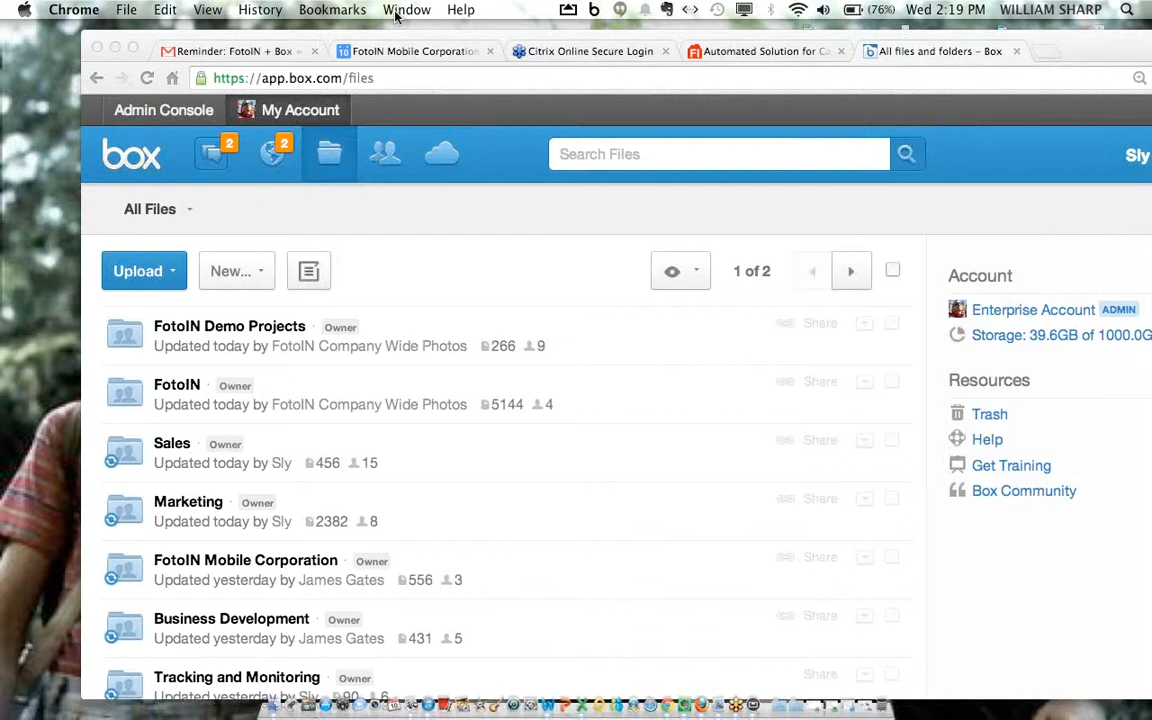 Chrome File Edit View History Bookmarks Window Help (76%) Wed 2:19 PM WILLIAM SHARP
Reminder: FotoIN + Box = × FotoIN Mobile Corporation × Citrix Online Secure Login × Automated Solution for Ca × All files and folders - Box ×
https://app.box.com/files
Admin Console My Account
box 2 2 Search Files Sly
All Files
Upload New... 1 of 2
Account
Enterprise Account ADMIN
Storage: 39.6GB of 1000.0G
Resources
Trash
Help
Get Training
Box Community
FotoIN Demo Projects · Owner Share
Updated today by FotoIN Company Wide Photos 266 9
FotoIN · Owner Share
Updated today by FotoIN Company Wide Photos 5144 4
Sales · Owner Share
Updated today by Sly 456 15
Marketing · Owner Share
Updated today by Sly 2382 8
FotoIN Mobile Corporation · Owner Share
Updated yesterday by James Gates 556 3
Business Development · Owner Share
Updated yesterday by James Gates 431 5
Tracking and Monitoring · Owner Share
Updated yesterday by Sly 90 6